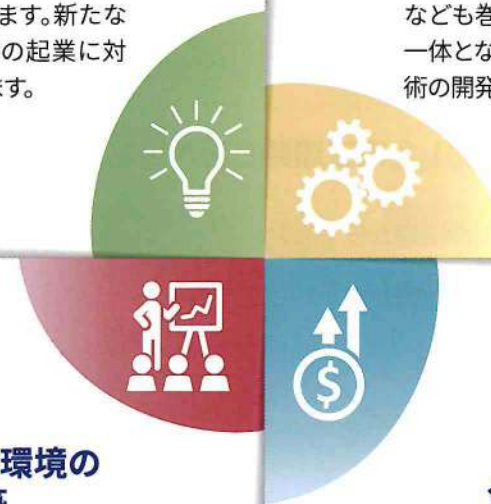 ます。新たな
の起業に対
ます。
なども巻
一体とな
術の開発
$
環境の